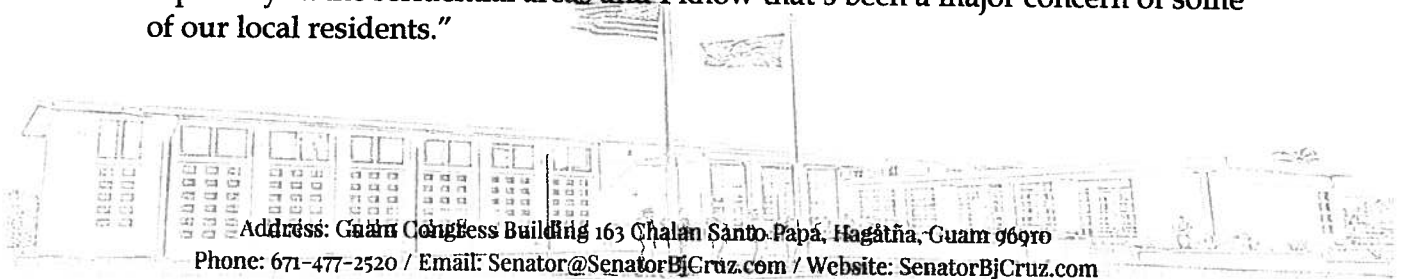 of our local residents.”
Address: Guam Congress Building 163 Chalan Santo Papa, Hagåtña, Guam 96910
Phone: 671-477-2520 / Email: Senator@SenatorBjCruz.com / Website: SenatorBjCruz.com